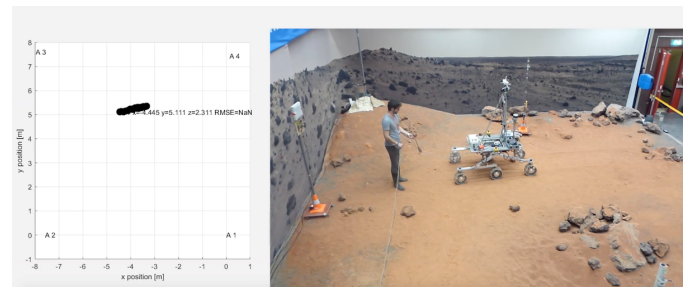 8
A 3
A 4
7
6
x=-4.445 y=5.111 z=2.311 RMSE=NaN
5
4
3
2
1
0
A 2
A 1
-1
-8
-7
-6
-5
-4
-3
-2
-1
0
1
x position [m]
y position [m]